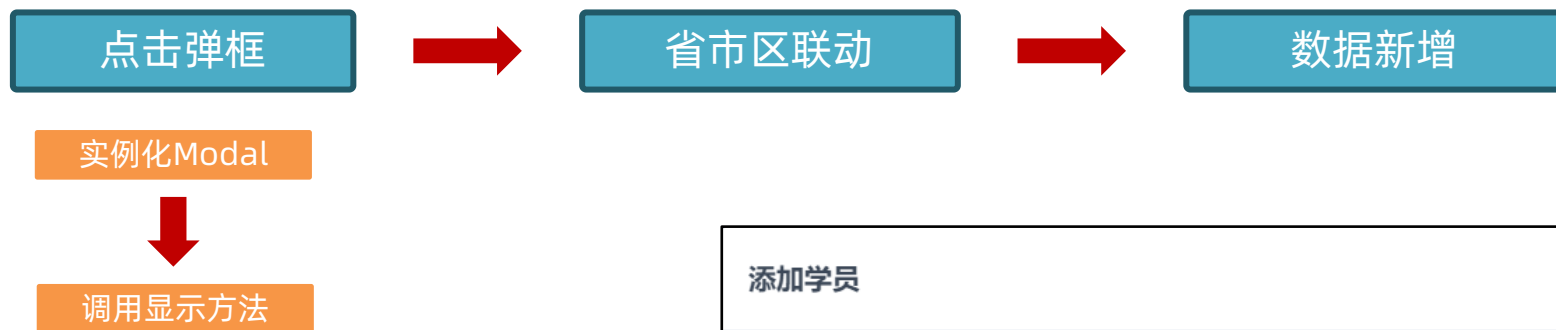 点击弹框
省市区联动
数据新增
实例化Modal
调用显示方法
添加学员